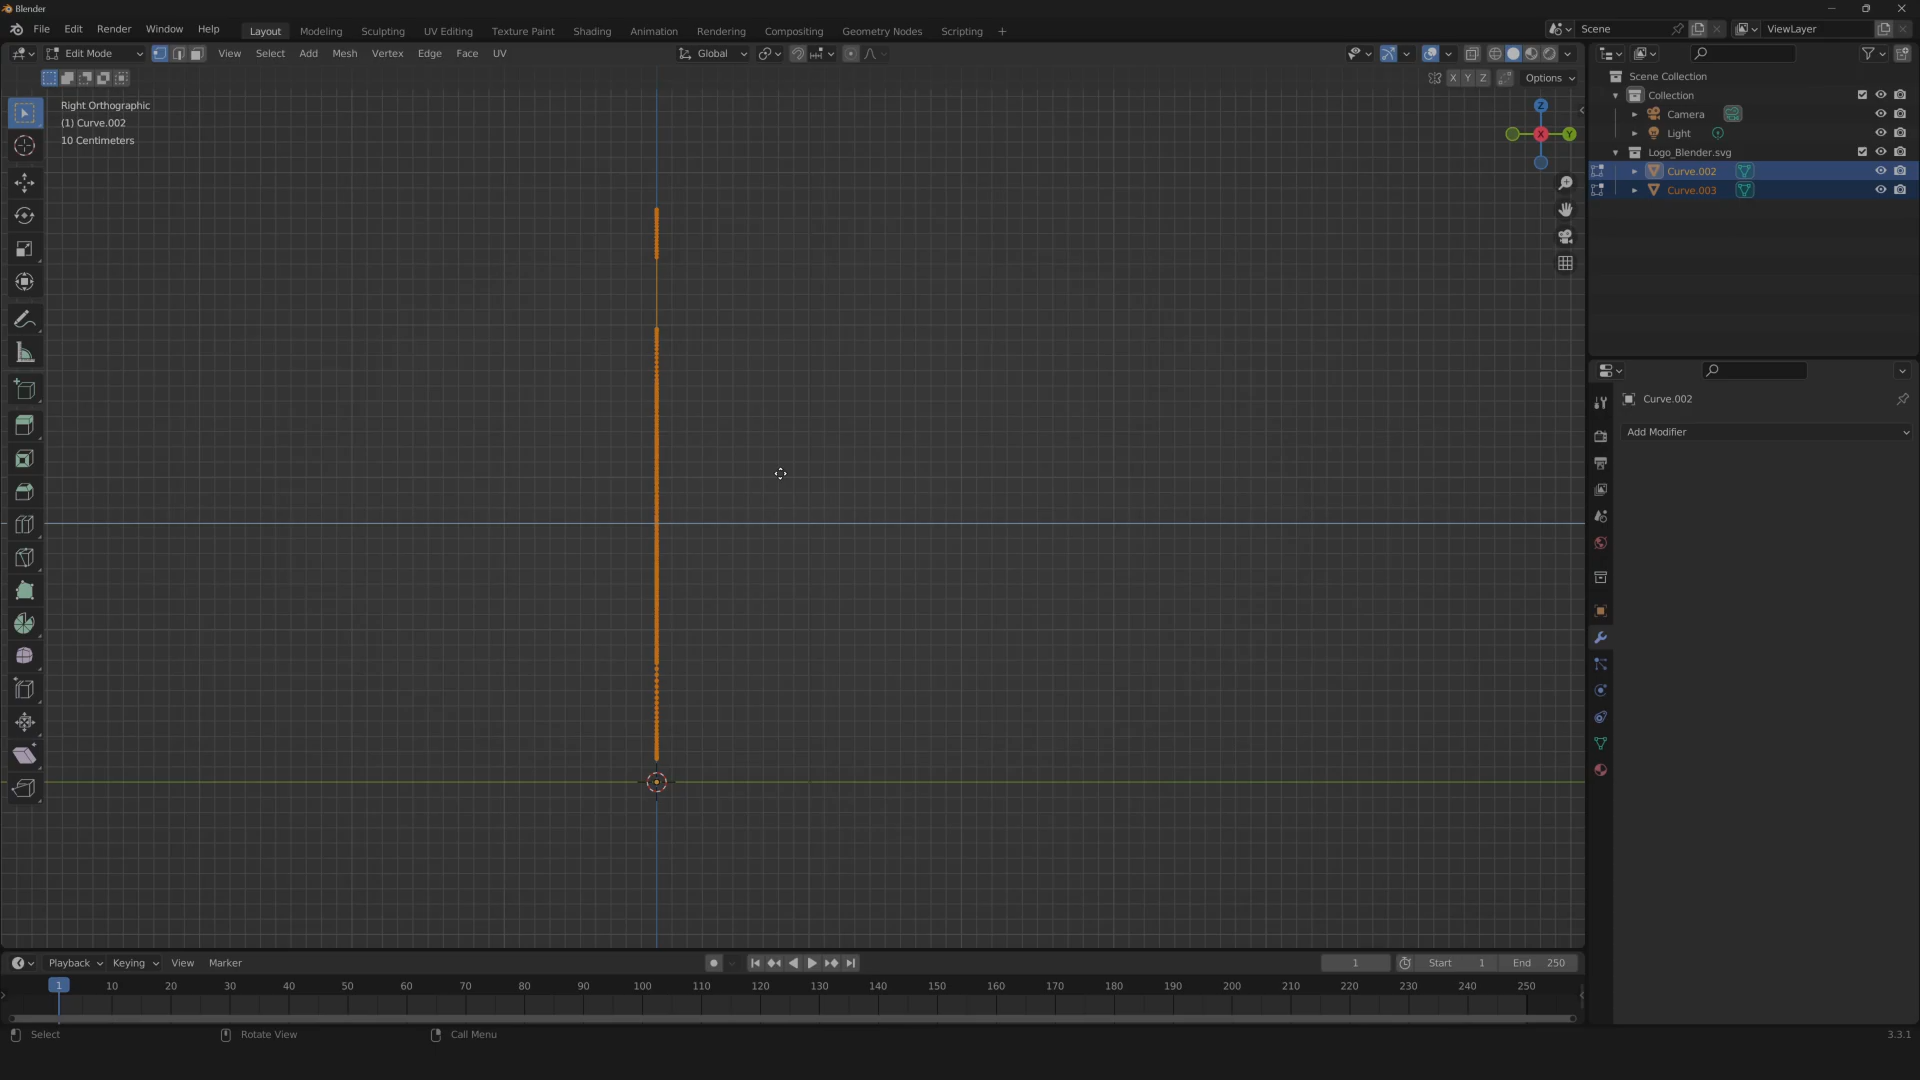 Blender
File Edit Render Window Help Layout Modeling Sculpting UV Editing Texture Paint Shading Animation Rendering Compositing Geometry Nodes Scripting + Scene ViewLayer
Edit Mode View Select Add Mesh Vertex Edge Face UV Global
X Y Z Options
Right Orthographic
(1) Curve.002
10 Centimeters
Z
X
Y
Scene Collection
Collection
Camera
Light
Logo_Blender.svg
Curve.002
Curve.003
Curve.002
Add Modifier
Playback Keying View Marker 1 Start 1 End 250
1 10 20 30 40 50 60 70 80 90 100 110 120 130 140 150 160 170 180 190 200 210 220 230 240 250
Select Rotate View Call Menu 3.3.1